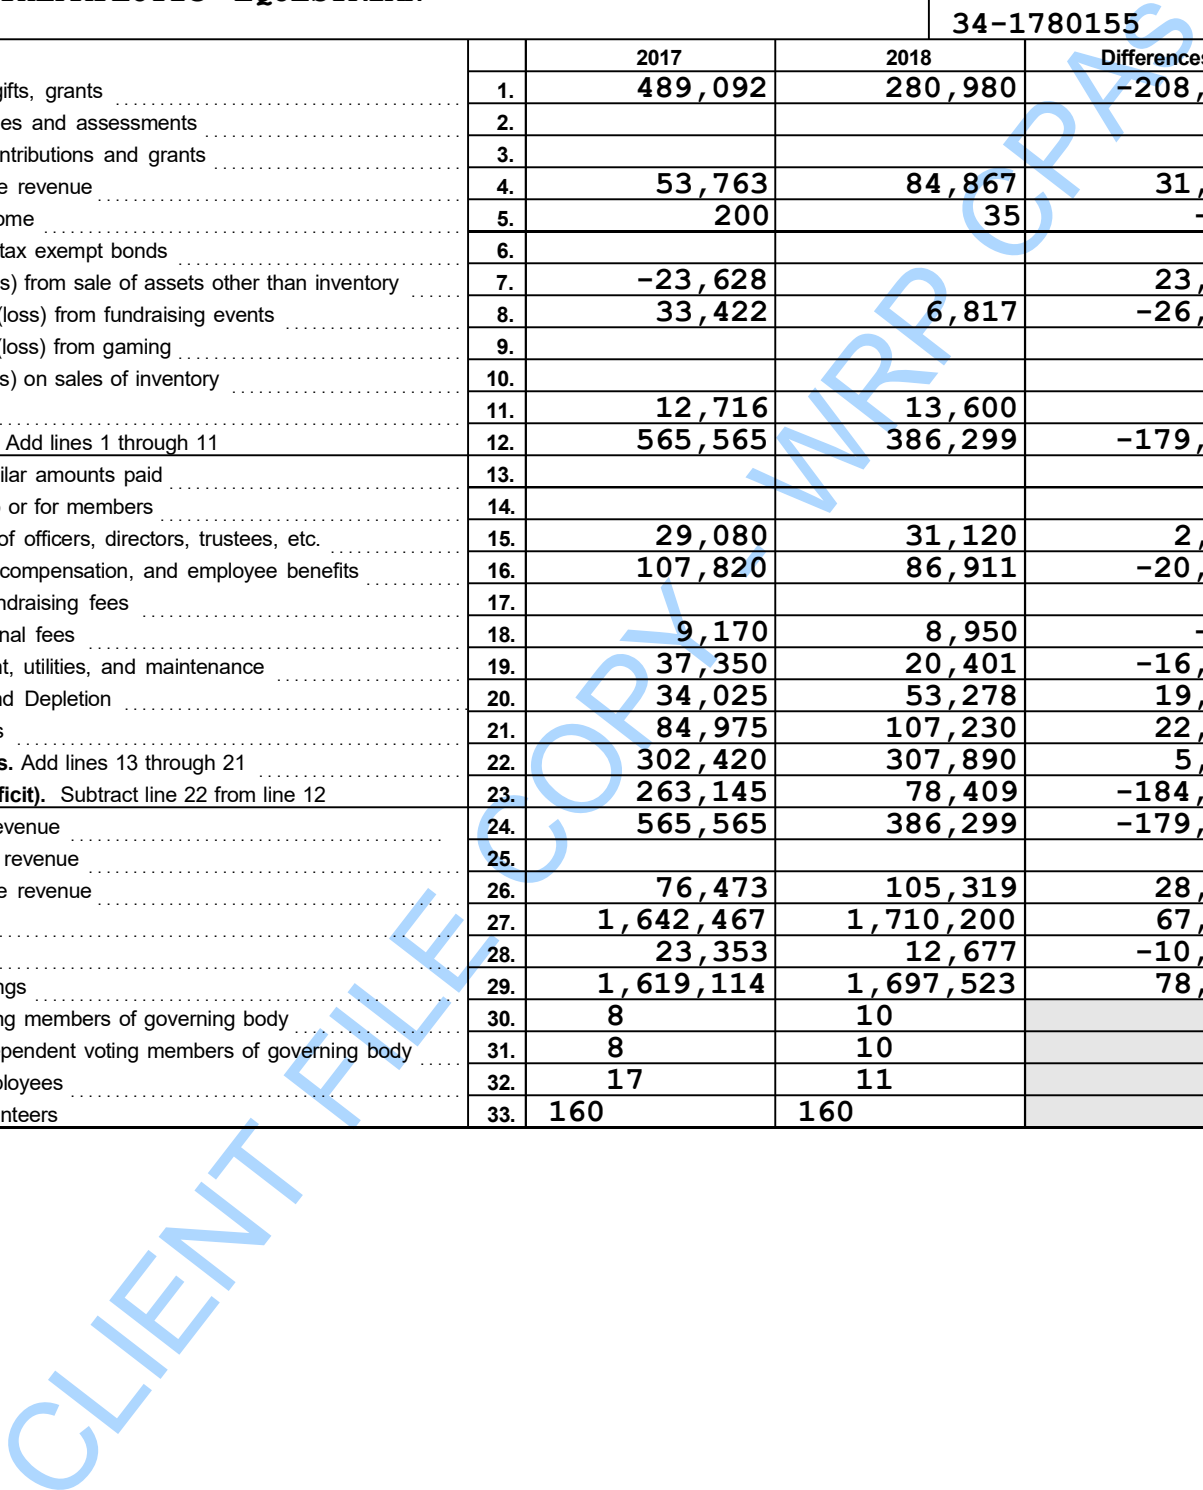 34-1780155
2017 2018 Differences
gifts, grants 1. 489,092 280,980 -208,
es and assessments 2.
ntributions and grants 3.
e revenue 4. 53,763 84,867 31,
ome 5. 200 35 -
tax exempt bonds 6.
s) from sale of assets other than inventory 7. -23,628 23,
(loss) from fundraising events 8. 33,422 6,817 -26,
(loss) from gaming 9.
s) on sales of inventory 10.
11. 12,716 13,600
Add lines 1 through 11 12. 565,565 386,299 -179,
ilar amounts paid 13.
or for members 14.
of officers, directors, trustees, etc. 15. 29,080 31,120 2,
compensation, and employee benefits 16. 107,820 86,911 -20,
ndraising fees 17.
nal fees 18. 9,170 8,950 -
t, utilities, and maintenance 19. 37,350 20,401 -16,
nd Depletion 20. 34,025 53,278 19,
s 21. 84,975 107,230 22,
s. Add lines 13 through 21 22. 302,420 307,890 5,
ficit). Subtract line 22 from line 12 23. 263,145 78,409 -184,
evenue 24. 565,565 386,299 -179,
revenue 25.
e revenue 26. 76,473 105,319 28,
27. 1,642,467 1,710,200 67,
28. 23,353 12,677 -10,
ngs 29. 1,619,114 1,697,523 78,
ng members of governing body 30. 8 10
ependent voting members of governing body 31. 8 10
ployees 32. 17 11
nteers 33. 160 160
CLIENT FILE COPY - WRP CPAS